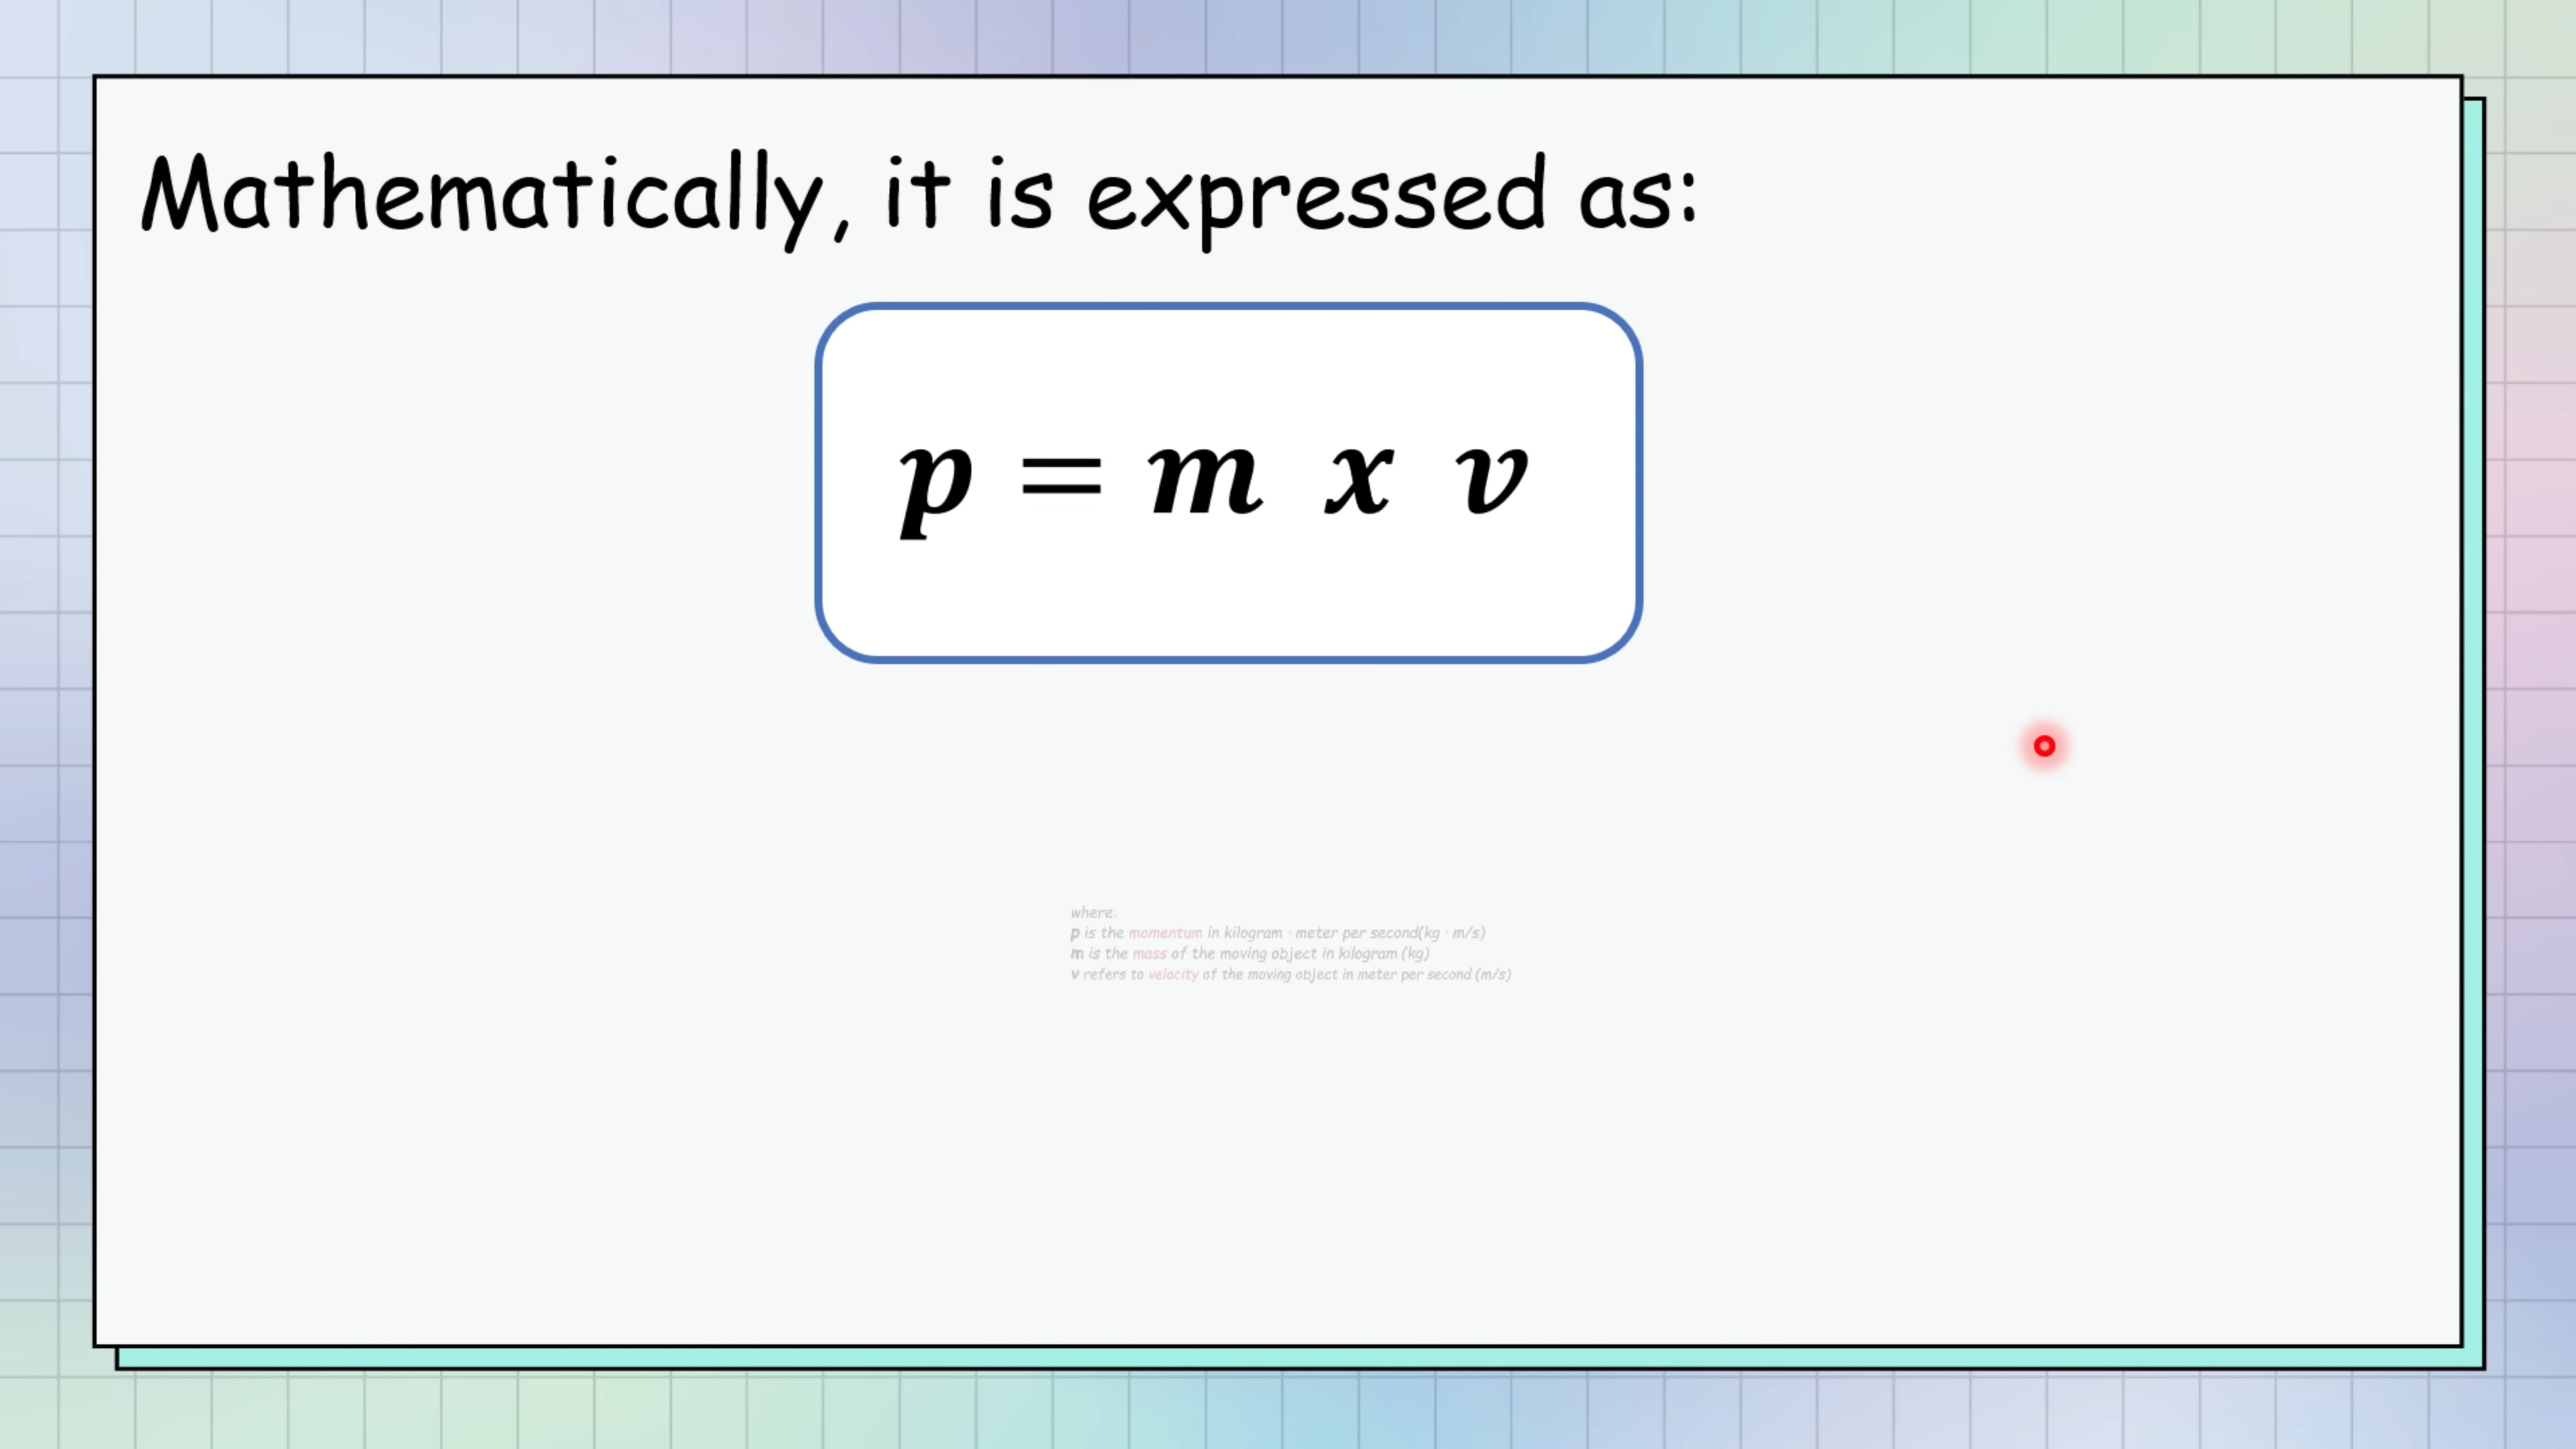 Mathematically, it is expressed as:
p = m x v
where:
p is the momentum in kilogram · meter per second(kg · m/s)
m is the mass of the moving object in kilogram (kg)
v refers to velocity of the moving object in meter per second (m/s)